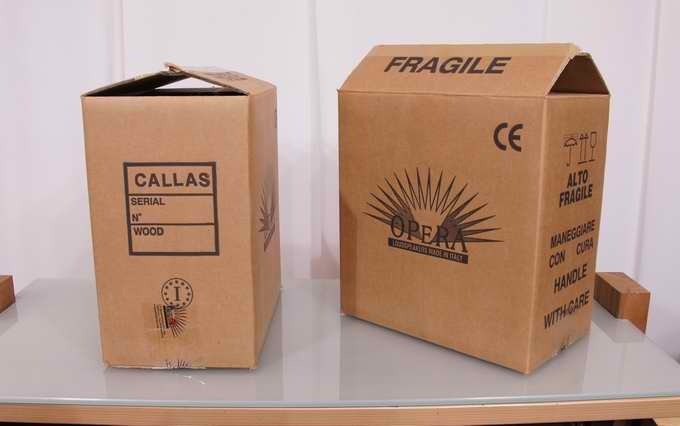 CALLAS
SERIAL
N°
WOOD
I
FRAGILE
CE
OPERA
LOUDSPEAKERS MADE IN ITALY
ALTO
FRAGILE
MANEGGIARE
CON CURA
HANDLE
WITH CARE